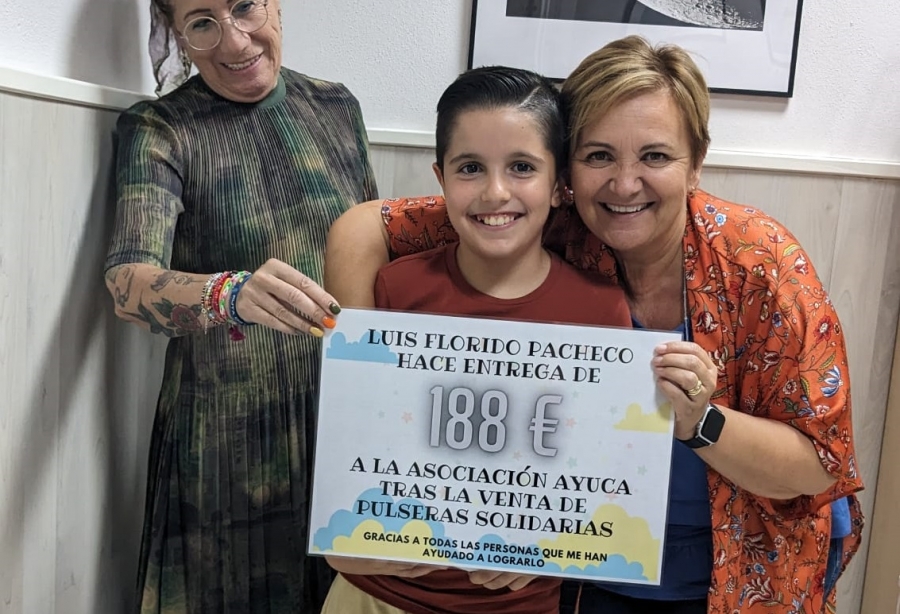 LUIS FLORIDO PACHECO
HACE ENTREGA DE
188 €
A LA ASOCIACIÓN AYUCA
TRAS LA VENTA DE
PULSERAS SOLIDARIAS
GRACIAS A TODAS LAS PERSONAS QUE ME HAN
AYUDADO A LOGRARLO